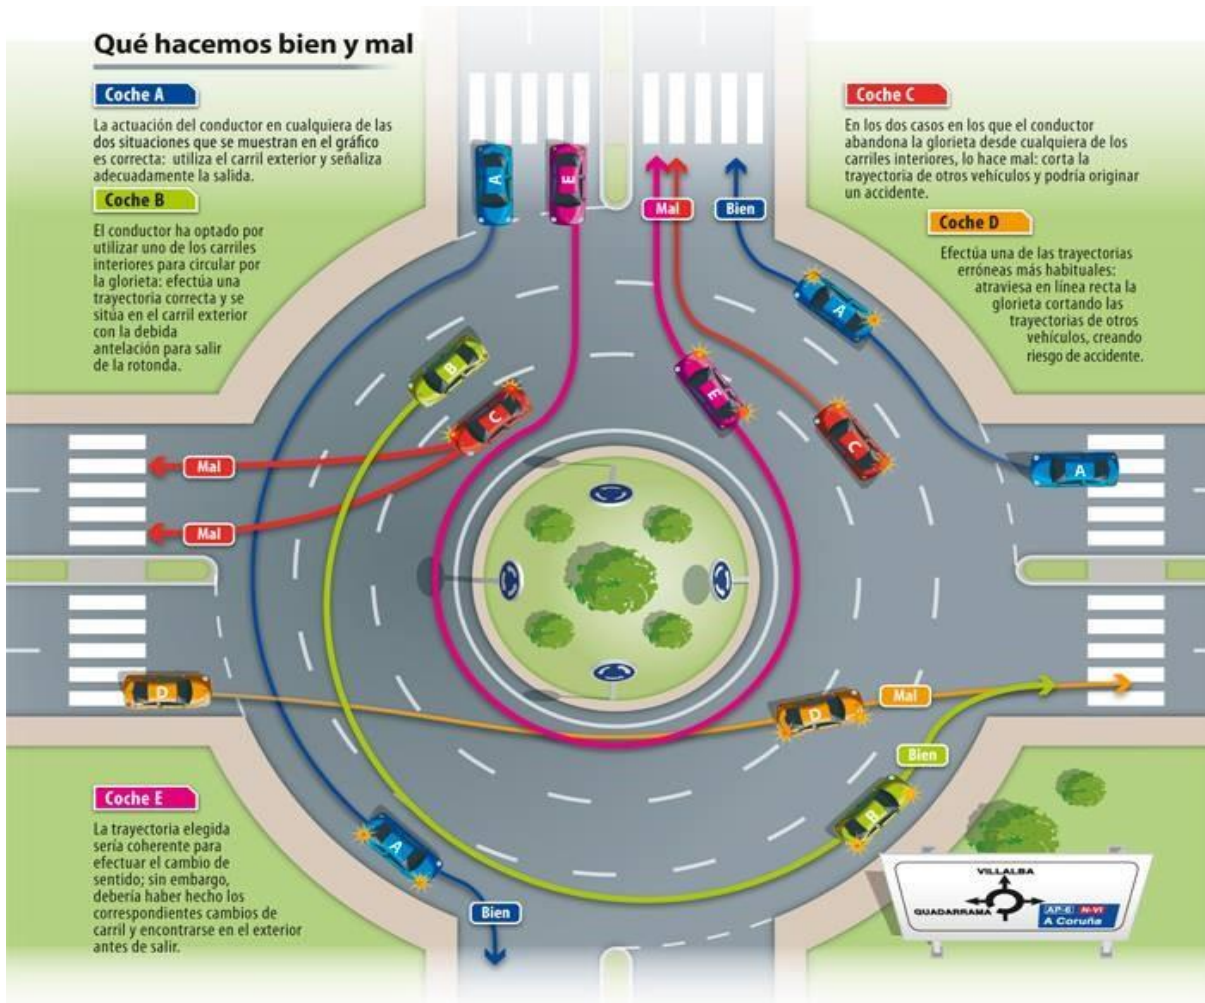 Qué hacemos bien y mal
Coche A
La actuación del conductor en cualquiera de las
dos situaciones que se muestran en el gráfico
es correcta: utiliza el carril exterior y señaliza
adecuadamente la salida.
Coche B
El conductor ha optado por
utilizar uno de los carriles
interiores para circular por
la glorieta: efectúa una
trayectoria correcta y se
sitúa en el carril exterior
con la debida
antelación para salir
de la rotonda.
Coche C
En los dos casos en los que el conductor
abandona la glorieta desde cualquiera de los
carriles interiores, lo hace mal: corta la
trayectoria de otros vehículos y podría originar
un accidente.
Coche D
Efectúa una de las trayectorias
erróneas más habituales:
atraviesa en línea recta la
glorieta cortando las
trayectorias de otros
vehículos, creando
riesgo de accidente.
A
E
Mal
Bien
A
B
E
C
C
Mal
A
Mal
D
D
Mal
Bien
B
A
Bien
Coche E
La trayectoria elegida
sería coherente para
efectuar el cambio de
sentido; sin embargo,
debería haber hecho los
correspondientes cambios de
carril y encontrarse en el exterior
antes de salir.
VILLALBA
GUADARRAMA
AP-6 N-VI
A Coruña